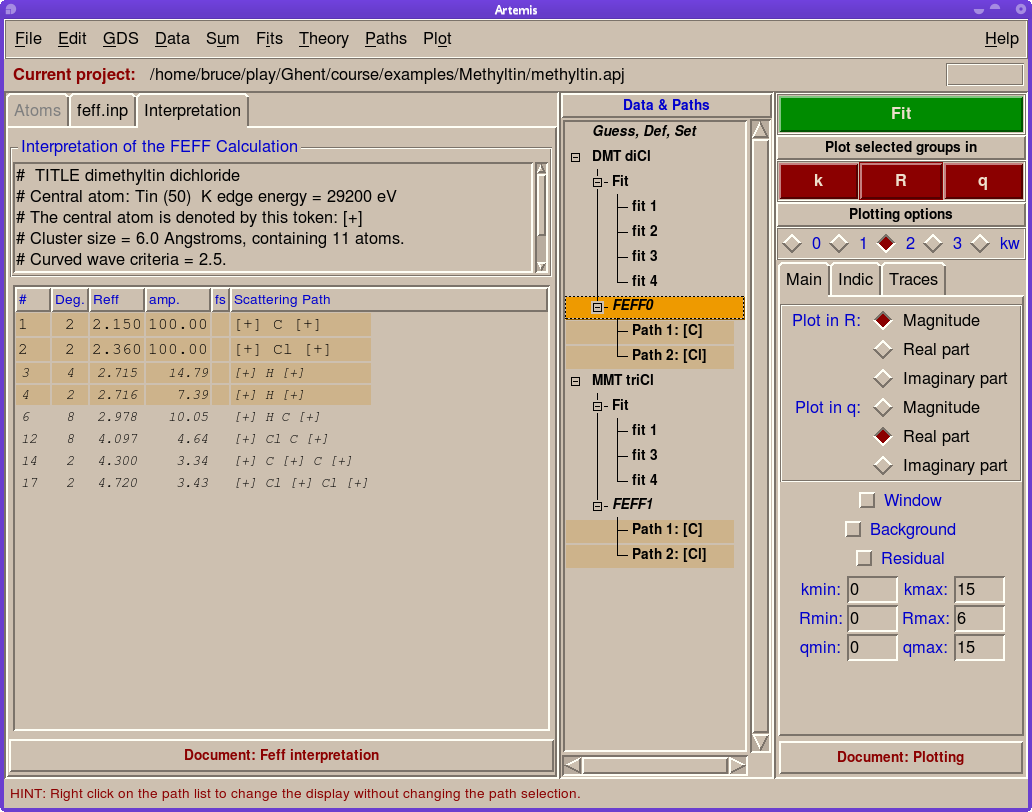 Artemis
File Edit GDS Data Sum Fits Theory Paths Plot Help
Current project: /home/bruce/play/Ghent/course/examples/Methyltin/methyltin.apj
Atoms feff.inp Interpretation
Interpretation of the FEFF Calculation
# TITLE dimethyltin dichloride
# Central atom: Tin (50) K edge energy = 29200 eV
# The central atom is denoted by this token: [+]
# Cluster size = 6.0 Angstroms, containing 11 atoms.
# Curved wave criteria = 2.5.
# Deg. Reff amp. fs Scattering Path
1 2 2.150 100.00 [+] C [+]
2 2 2.360 100.00 [+] Cl [+]
3 4 2.715 14.79 [+] H [+]
4 2 2.716 7.39 [+] H [+]
6 8 2.978 10.05 [+] H C [+]
12 8 4.097 4.64 [+] Cl C [+]
14 2 4.300 3.34 [+] C [+] C [+]
17 2 4.720 3.43 [+] Cl [+] Cl [+]
Document: Feff interpretation
Data & Paths
Guess, Def, Set
DMT diCl
Fit
fit 1
fit 2
fit 3
fit 4
FEFF0
Path 1: [C]
Path 2: [Cl]
MMT triCl
Fit
fit 1
fit 3
fit 4
FEFF1
Path 1: [C]
Path 2: [Cl]
Fit
Plot selected groups in
k R q
Plotting options
0 1 2 3 kw
Main Indic Traces
Plot in R: Magnitude
Real part
Imaginary part
Plot in q: Magnitude
Real part
Imaginary part
Window
Background
Residual
kmin: 0 kmax: 15
Rmin: 0 Rmax: 6
qmin: 0 qmax: 15
Document: Plotting
HINT: Right click on the path list to change the display without changing the path selection.